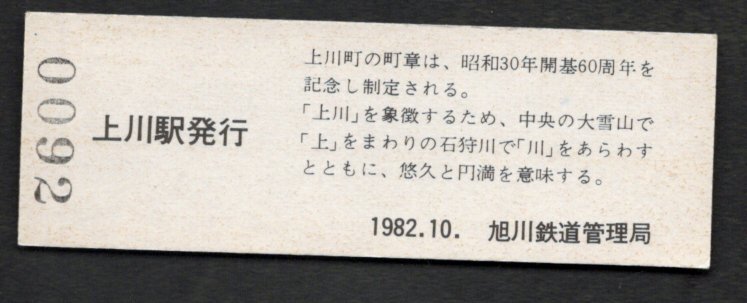 0092
上川駅発行
上川町の町章は、昭和30年開基60周年を
記念し制定される。
「上川」を象徴するため、中央の大雪山で
「上」をまわりの石狩川で「川」をあらわす
とともに、悠久と円満を意味する。
1982.10. 旭川鉄道管理局